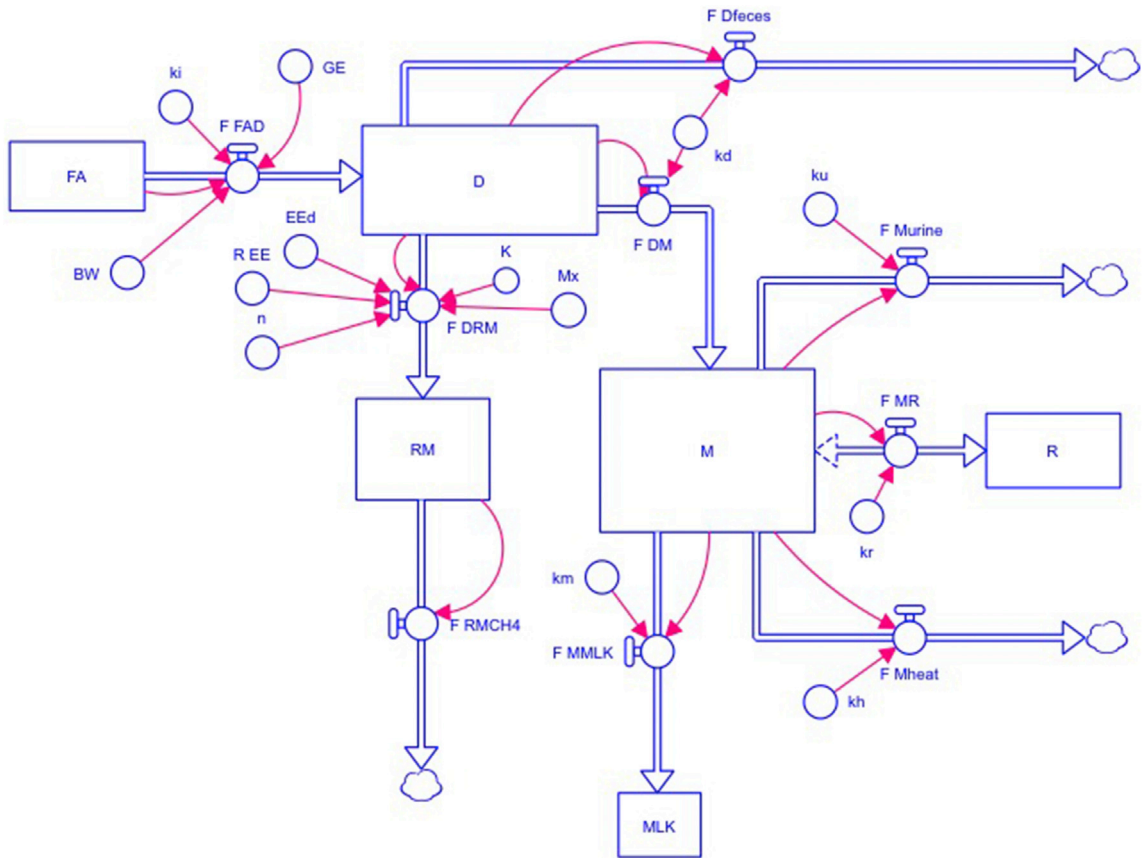 F Dfeces
GE
ki
F FAD
FA
D
kd
ku
EEd
F DM
F Murine
R EE
K
BW
Mx
n
F DRM
F MR
RM
M
R
kr
km
F RMCH4
F MMLK
F Mheat
kh
MLK